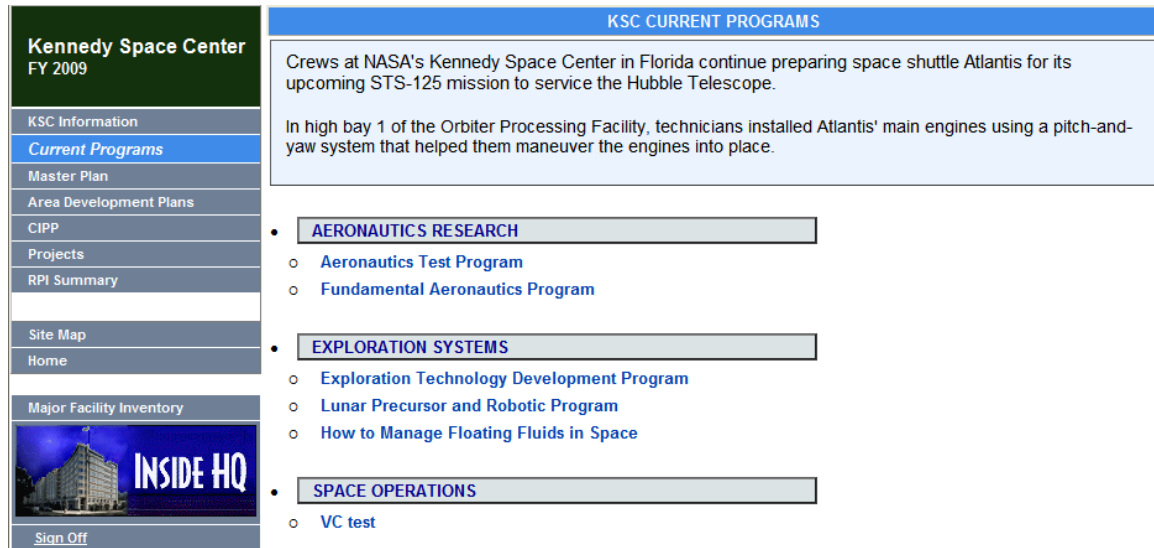 Kennedy Space Center
FY 2009
KSC Information
Current Programs
Master Plan
Area Development Plans
CIPP
Projects
RPI Summary
Site Map
Home
Major Facility Inventory
INSIDE HQ
Sign Off
KSC CURRENT PROGRAMS
Crews at NASA's Kennedy Space Center in Florida continue preparing space shuttle Atlantis for its
upcoming STS-125 mission to service the Hubble Telescope.
In high bay 1 of the Orbiter Processing Facility, technicians installed Atlantis' main engines using a pitch-and-
yaw system that helped them maneuver the engines into place.
AERONAUTICS RESEARCH
Aeronautics Test Program
Fundamental Aeronautics Program
EXPLORATION SYSTEMS
Exploration Technology Development Program
Lunar Precursor and Robotic Program
How to Manage Floating Fluids in Space
SPACE OPERATIONS
VC test